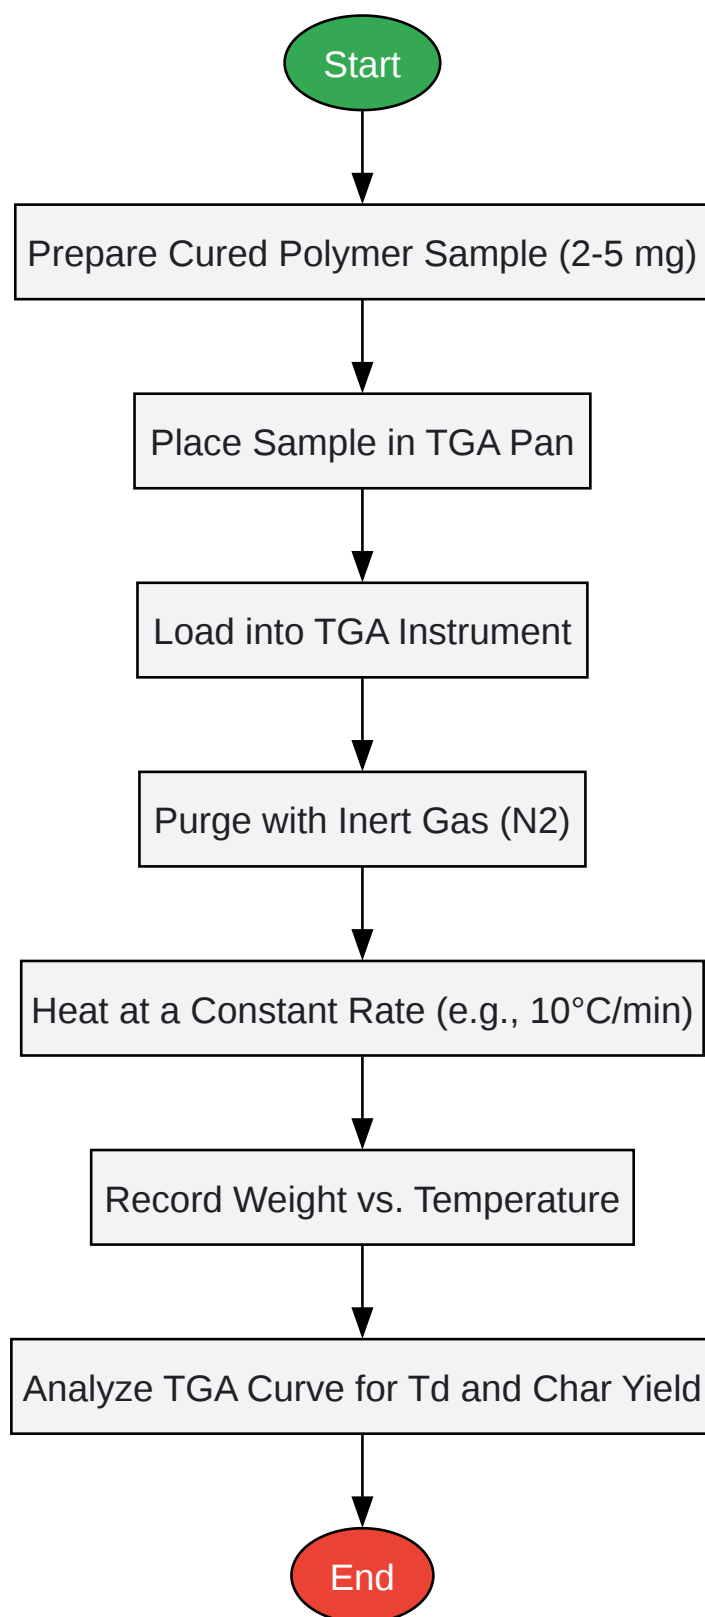 Start
Prepare Cured Polymer Sample (2-5 mg)
Place Sample in TGA Pan
Load into TGA Instrument
Purge with Inert Gas (N2)
Heat at a Constant Rate (e.g., 10°C/min)
Record Weight vs. Temperature
Analyze TGA Curve for Td and Char Yield
End